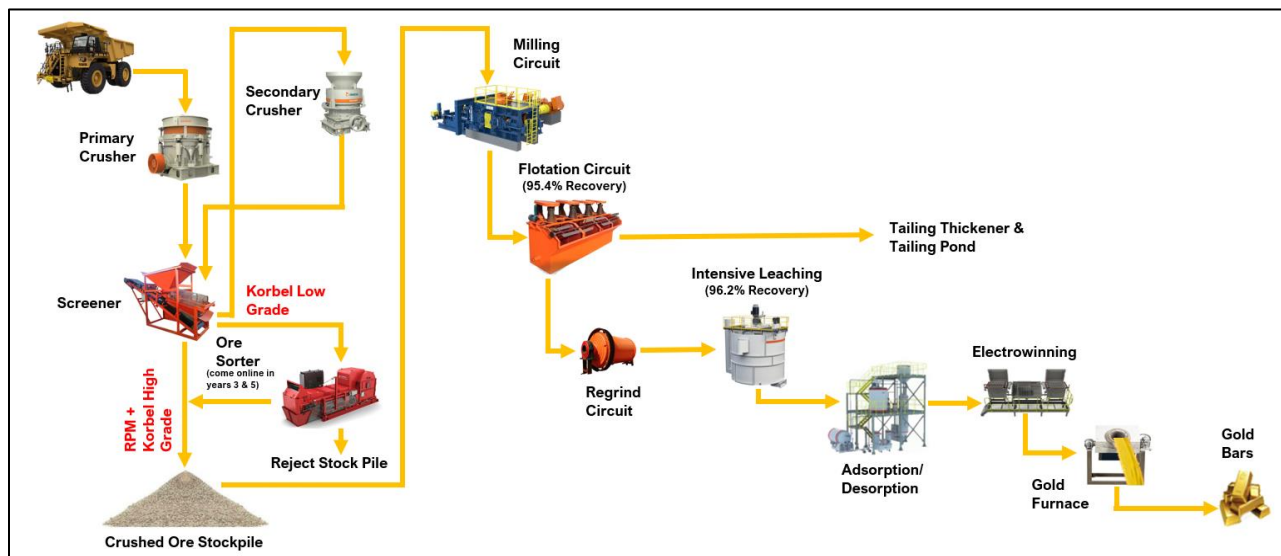 Primary
Crusher
Secondary
Crusher
Milling
Circuit
Flotation Circuit
(95.4% Recovery)
Tailing Thickener &
Tailing Pond
Screener
Korbel Low
Grade
Ore
Sorter
(come online in
years 3 & 5)
RPM +
Korbel High
Grade
Reject Stock Pile
Crushed Ore Stockpile
Regrind
Circuit
Intensive Leaching
(96.2% Recovery)
Adsorption/
Desorption
Electrowinning
Gold
Furnace
Gold
Bars